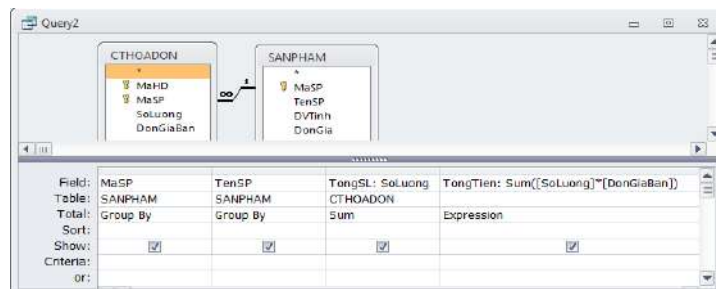 Query2
CTHOADON
*
MaHD
MaSP
SoLuong
DonGiaBan
∞ 1
SANPHAM
*
MaSP
TenSP
DVTinh
DonGia
Field: MaSP TenSP TongSL: SoLuong TongTien: Sum([SoLuong]*[DonGiaBan])
Table: SANPHAM SANPHAM CTHOADON
Total: Group By Group By Sum Expression
Sort:
Show:
Criteria:
or: